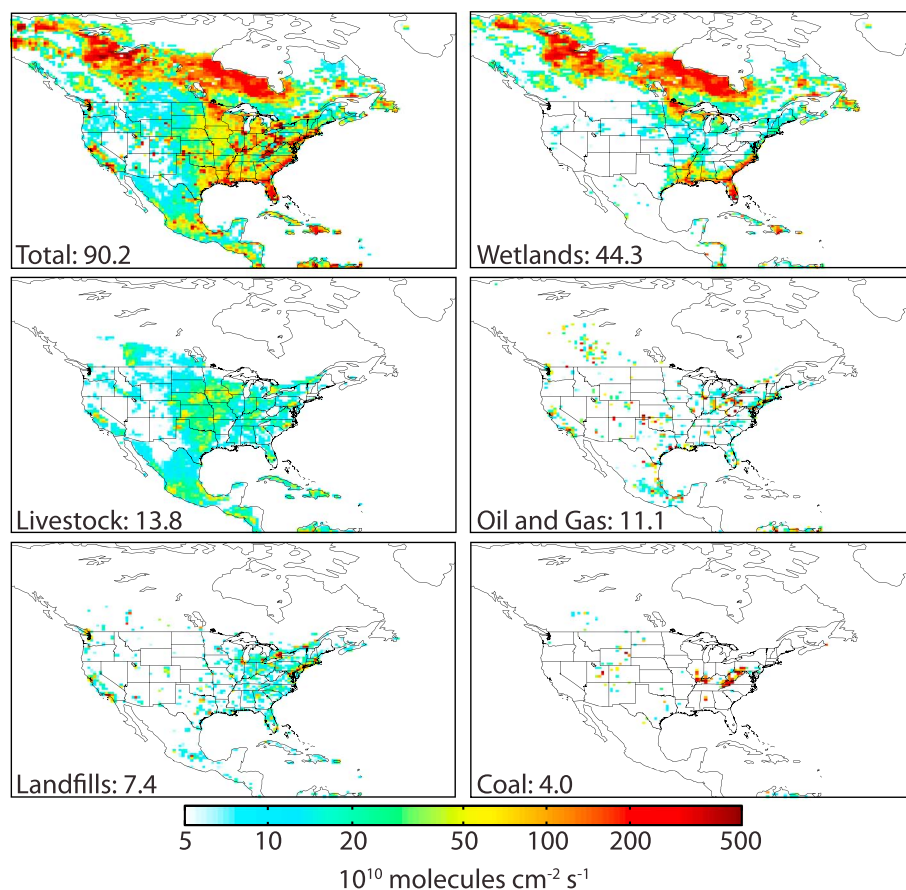 Total: 90.2
Wetlands: 44.3
Livestock: 13.8
Oil and Gas: 11.1
Landfills: 7.4
Coal: 4.0
5 10 20 50 100 200 500
10¹⁰ molecules cm⁻² s⁻¹